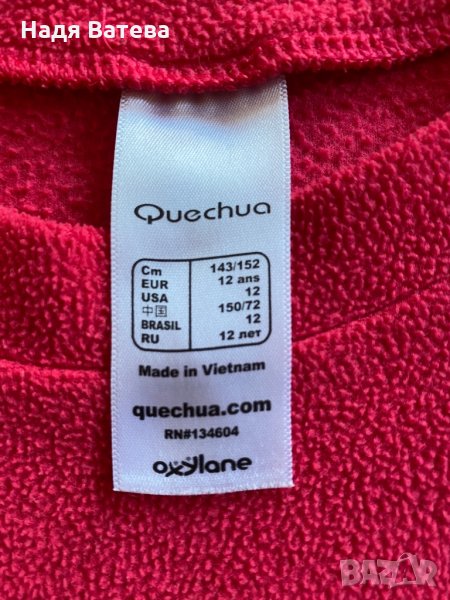 Надя Ватева
Quechua
Cm 143/152
EUR 12 ans
USA 12
中国 150/72
BRASIL 12
RU 12 лет
Made in Vietnam
quechua.com
RN#134604
oxylane
BAZAR